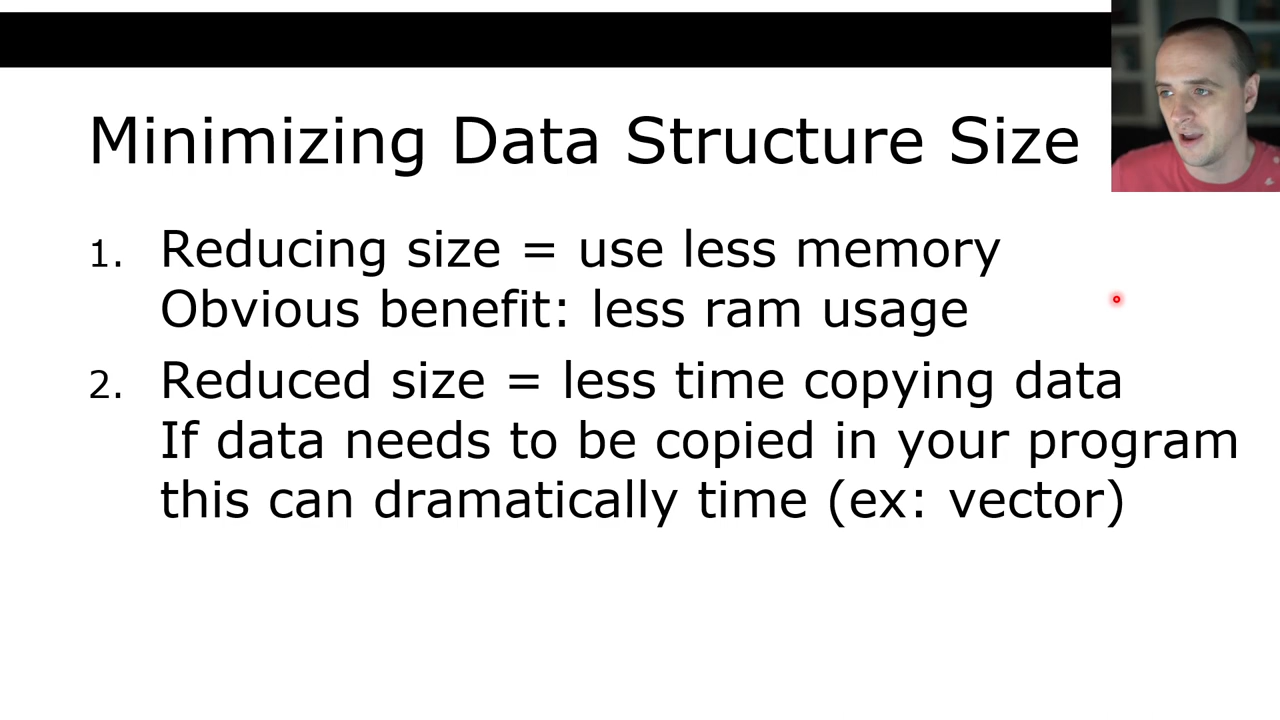 Minimizing Data Structure Size
1. Reducing size = use less memory
Obvious benefit: less ram usage
2. Reduced size = less time copying data
If data needs to be copied in your program
this can dramatically time (ex: vector)